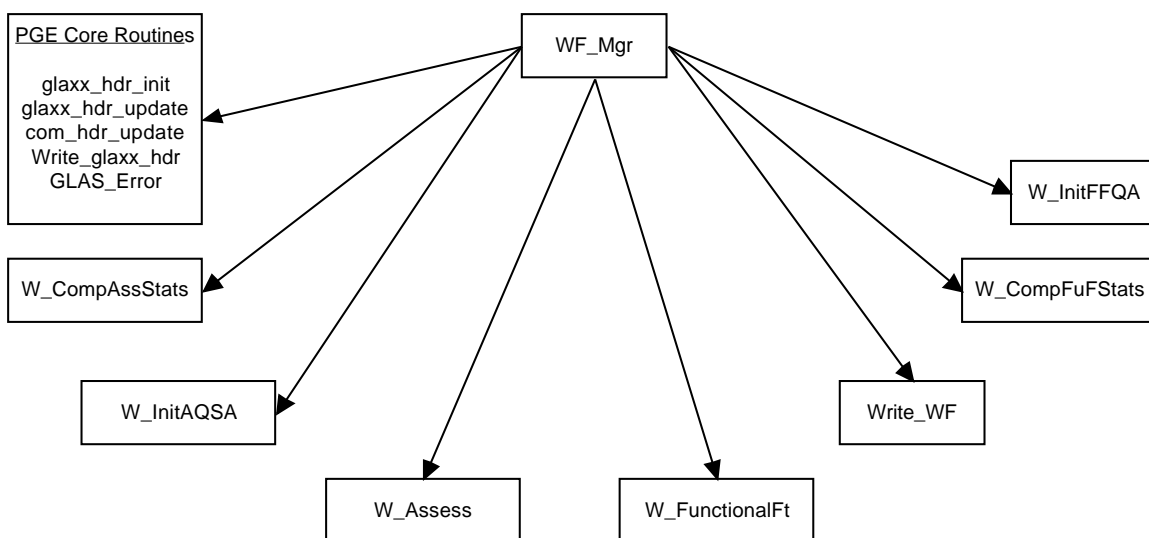 PGE Core Routines
glaxx_hdr_init
glaxx_hdr_update
com_hdr_update
Write_glaxx_hdr
GLAS_Error
WF_Mgr
W_InitFFQA
W_CompAssStats
W_CompFuFStats
W_InitAQSA
Write_WF
W_Assess
W_FunctionalFt